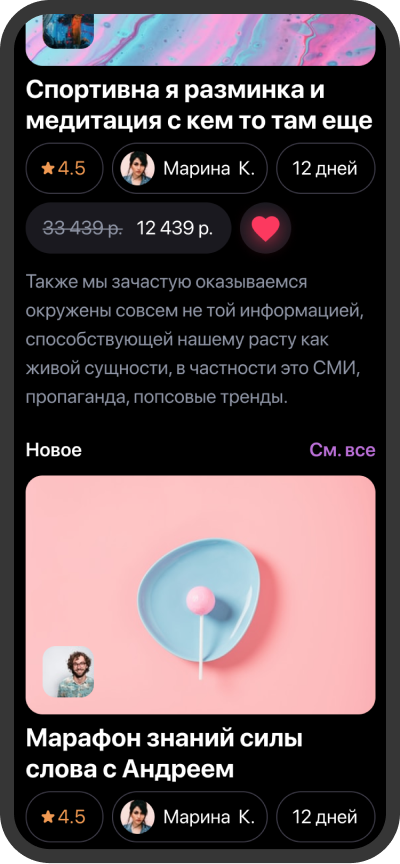 Спортивна я разминка и
медитация с кем то там еще
4.5 Марина К. 12 дней
33 439 р. 12 439 р.
Также мы зачастую оказываемся
окружены совсем не той информацией,
способствующей нашему расту как
живой сущности, в частности это СМИ,
пропаганда, попсовые тренды.
Новое См. все
Марафон знаний силы
слова с Андреем
4.5 Марина К. 12 дней